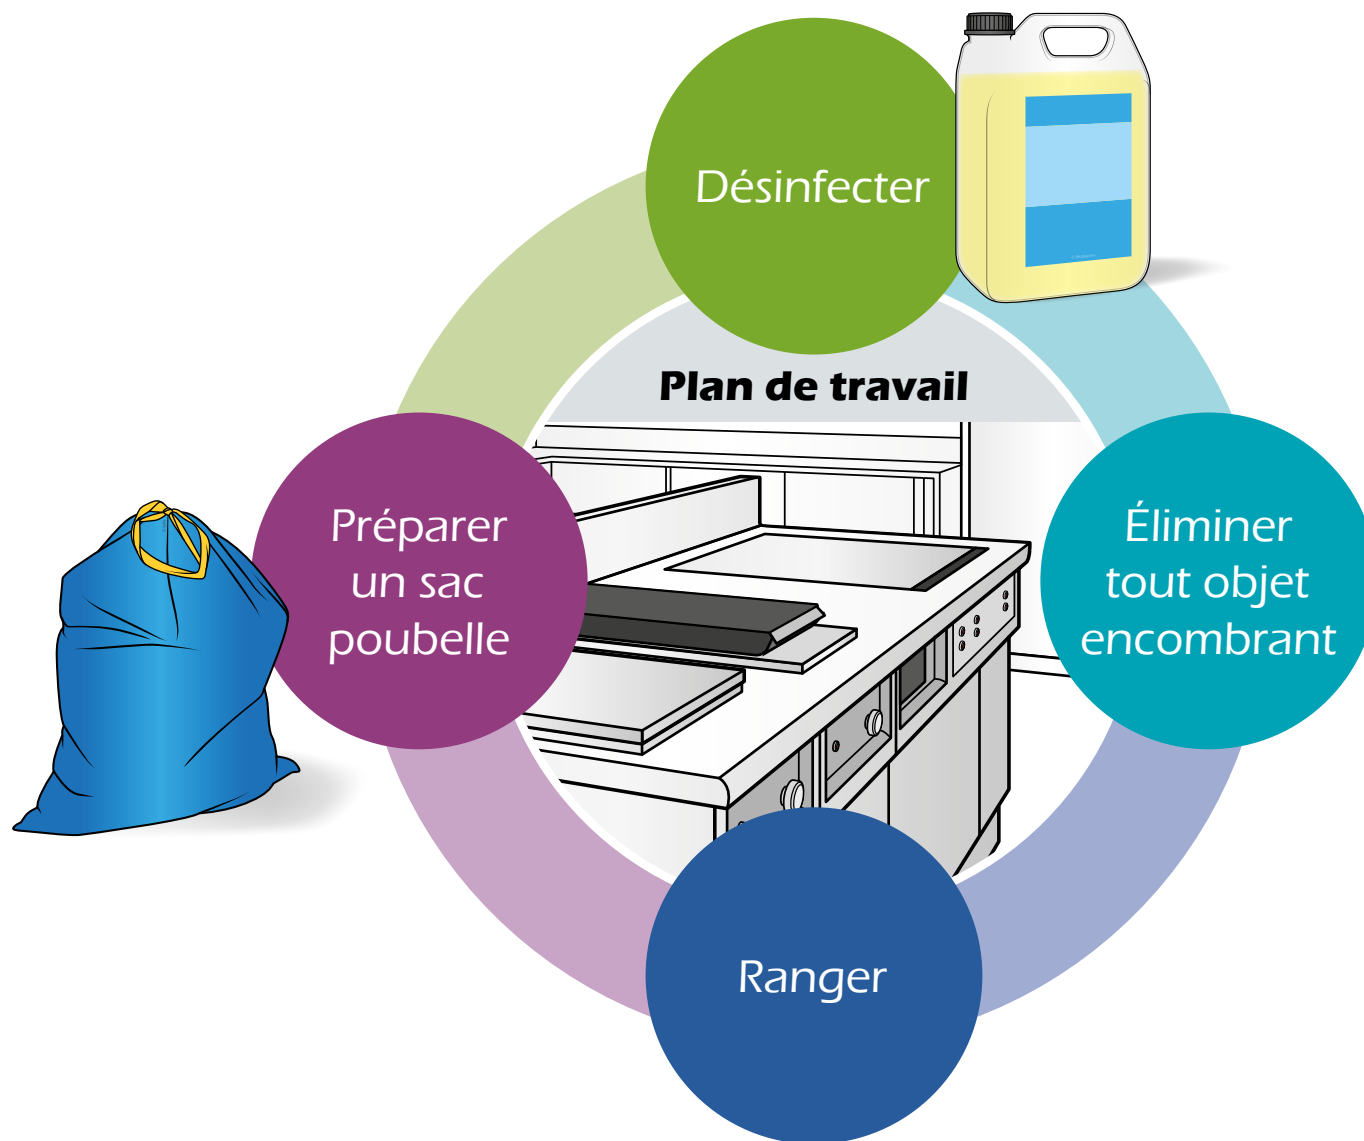 Désinfecter
Plan de travail
Préparer
un sac
poubelle
Éliminer
tout objet
encombrant
Ranger